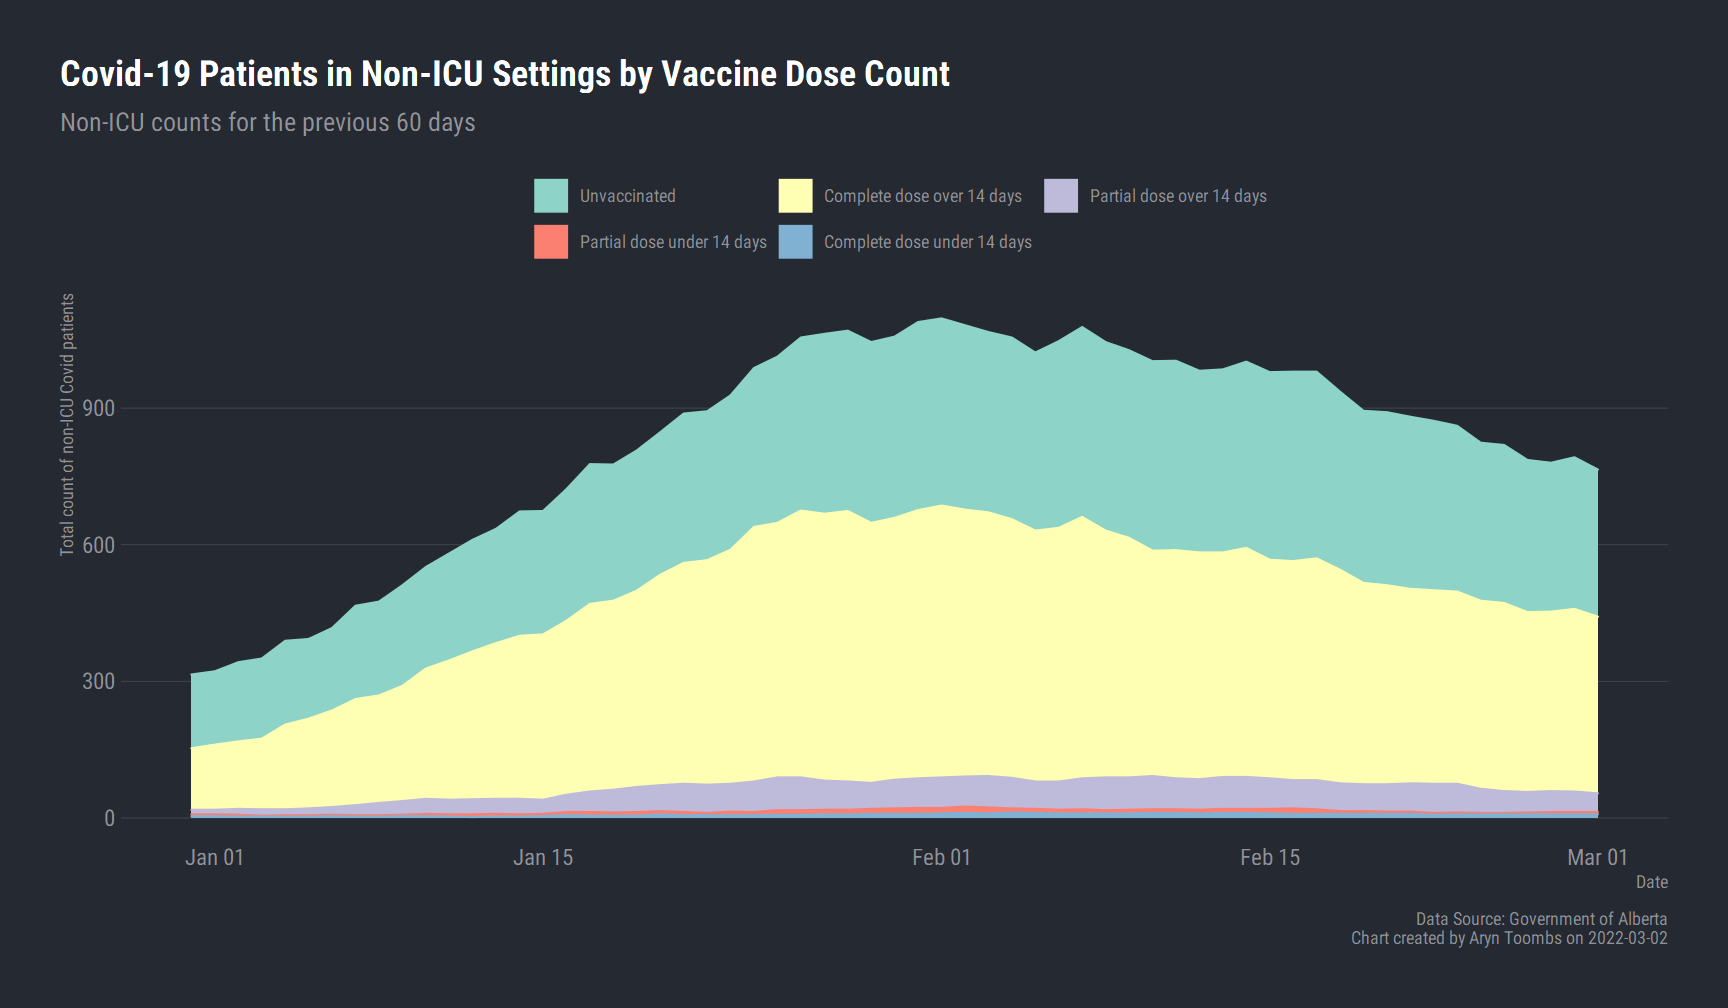 Covid-19 Patients in Non-ICU Settings by Vaccine Dose Count
Non-ICU counts for the previous 60 days
Unvaccinated
Complete dose over 14 days
Partial dose over 14 days
Partial dose under 14 days
Complete dose under 14 days
Total count of non-ICU Covid patients
900
600
300
0
Jan 01
Jan 15
Feb 01
Feb 15
Mar 01
Date
Data Source: Government of Alberta
Chart created by Aryn Toombs on 2022-03-02